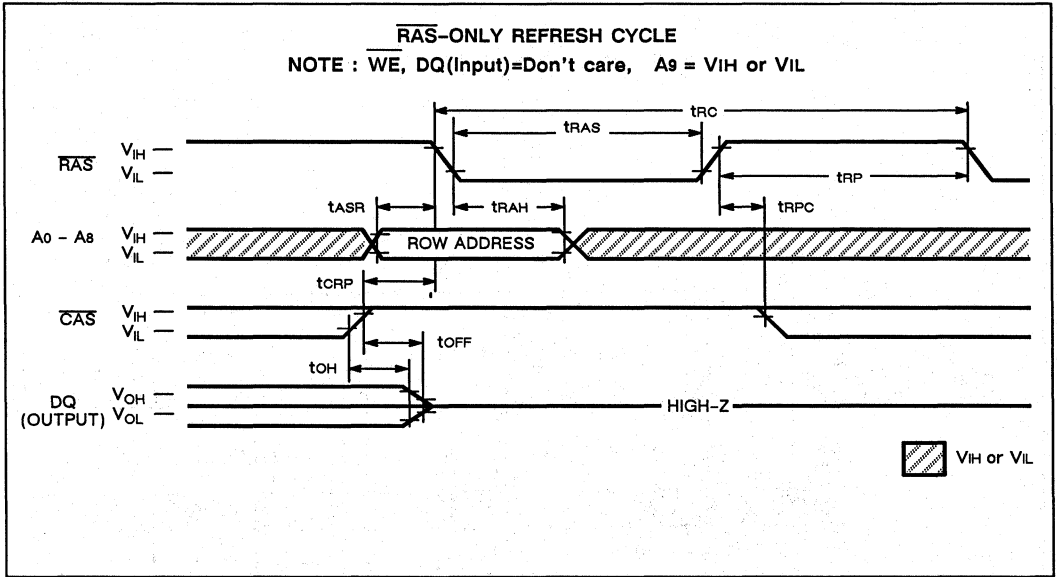 RAS-ONLY REFRESH CYCLE
NOTE : WE, DQ(Input)=Don't care, A9 = VIH or VIL
tRC
tRAS
RAS VIH
VIL
tRP
tASR
tRAH
tRPC
A0 - A8 VIH
VIL
ROW ADDRESS
tCRP
CAS VIH
VIL
tOFF
tOH
DQ
(OUTPUT)
VOH
VOL
HIGH-Z
VIH or VIL